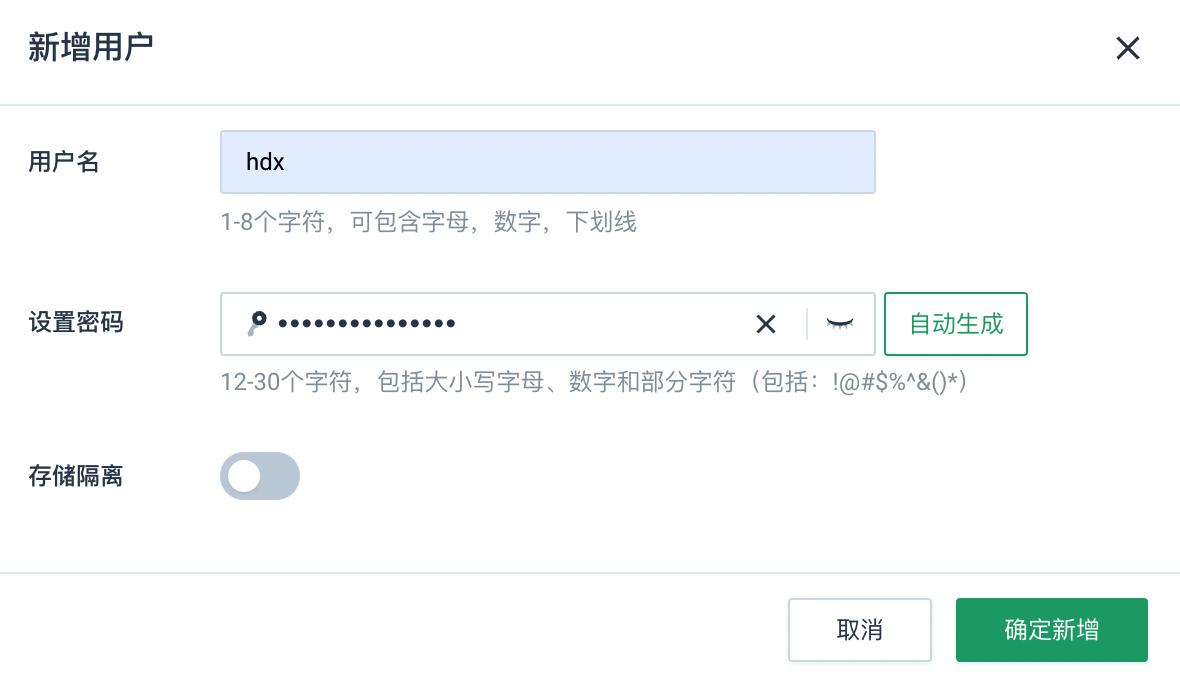 新增用户
用户名
hdx
1-8个字符，可包含字母，数字，下划线
设置密码
•••••••••••••••
自动生成
12-30个字符，包括大小写字母、数字和部分字符（包括：!@#$%^&()*）
存储隔离
取消
确定新增